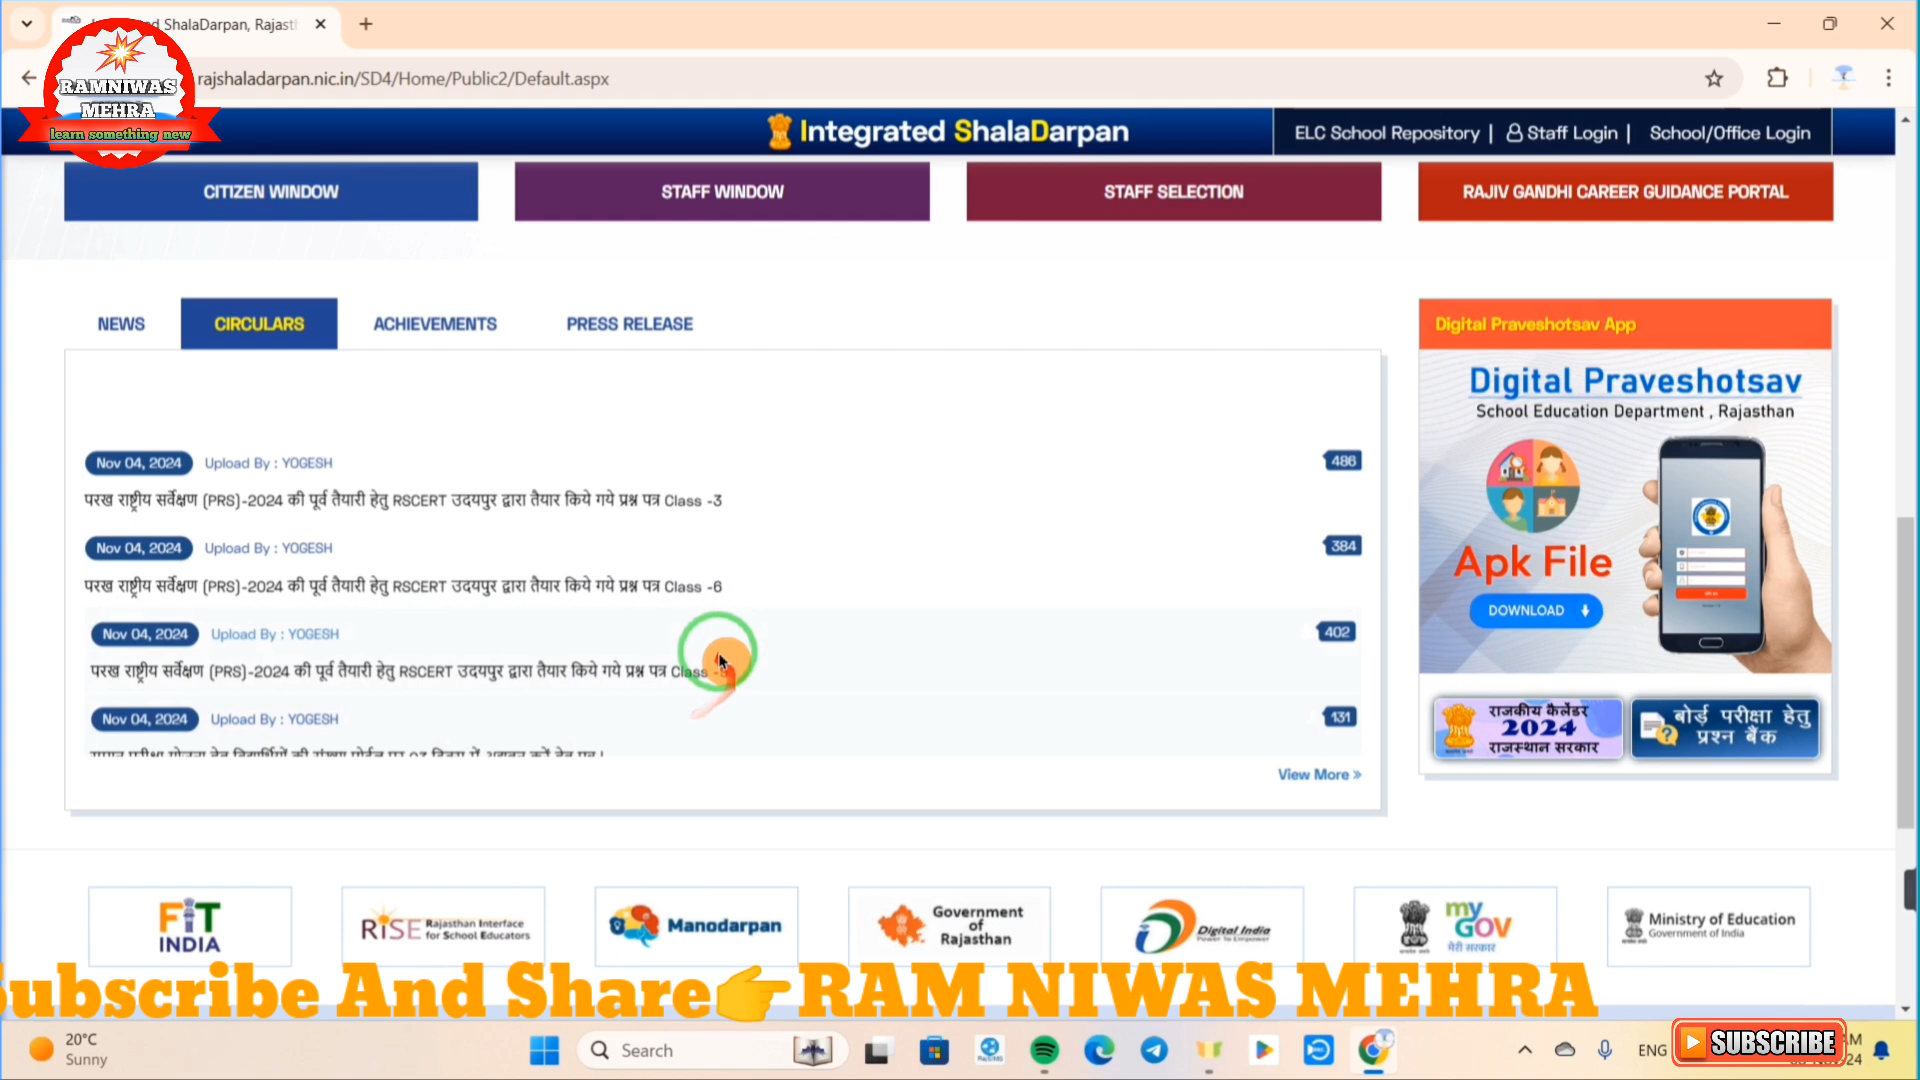 ShalaDarpan, Rajast
RAMNIWAS
MEHRA
learn something new
rajshaladarpan.nic.in/SD4/Home/Public2/Default.aspx
Integrated ShalaDarpan
ELC School Repository | Staff Login | School/Office Login
CITIZEN WINDOW
STAFF WINDOW
STAFF SELECTION
RAJIV GANDHI CAREER GUIDANCE PORTAL
NEWS
CIRCULARS
ACHIEVEMENTS
PRESS RELEASE
Nov 04, 2024 Upload By : YOGESH 486
परख राष्ट्रीय सर्वेक्षण (PRS)-2024 की पूर्व तैयारी हेतु RSCERT उदयपुर द्वारा तैयार किये गये प्रश्न पत्र Class -3
Nov 04, 2024 Upload By : YOGESH 384
परख राष्ट्रीय सर्वेक्षण (PRS)-2024 की पूर्व तैयारी हेतु RSCERT उदयपुर द्वारा तैयार किये गये प्रश्न पत्र Class -6
Nov 04, 2024 Upload By : YOGESH 402
परख राष्ट्रीय सर्वेक्षण (PRS)-2024 की पूर्व तैयारी हेतु RSCERT उदयपुर द्वारा तैयार किये गये प्रश्न पत्र Class
Nov 04, 2024 Upload By : YOGESH 131
View More »
Digital Praveshotsav App
Digital Praveshotsav
School Education Department , Rajasthan
Apk File
DOWNLOAD
राजकीय कैलेंडर
2024
राजस्थान सरकार
बोर्ड परीक्षा हेतु
प्रश्न बैंक
FIT
INDIA
RISE Rajasthan Interface
for School Educators
Manodarpan
Government
of
Rajasthan
Digital India
Power To Empower
my
GOV
मेरी सरकार
Ministry of Education
Government of India
Subscribe And Share RAM NIWAS MEHRA
20°C
Sunny
Search
ENG
SUBSCRIBE